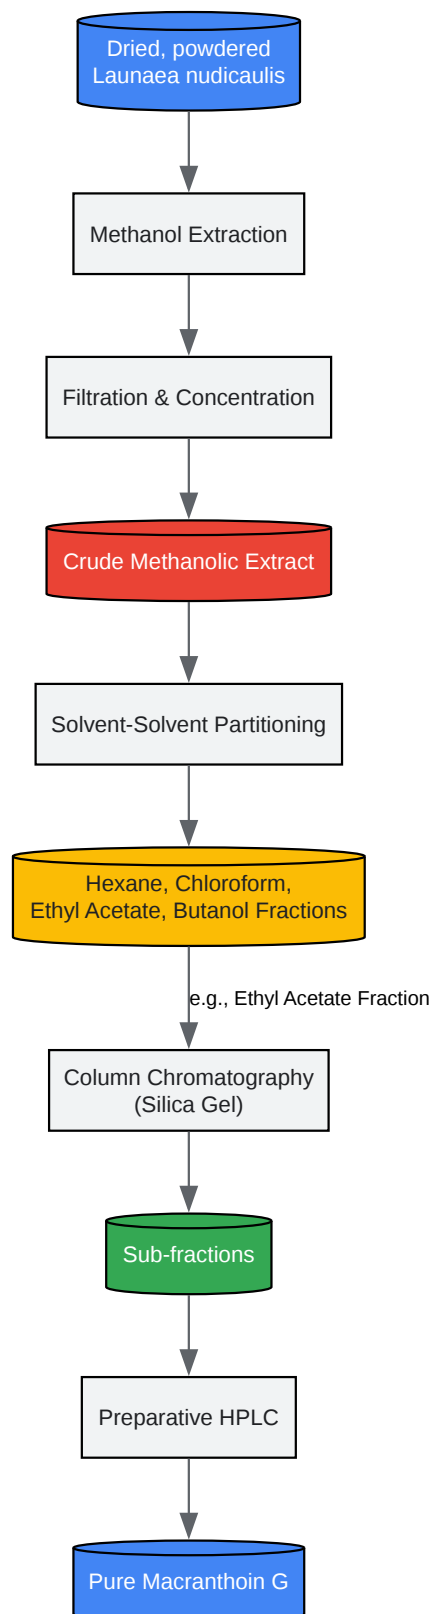 Dried, powdered
Launaea nudicaulis
Methanol Extraction
Filtration & Concentration
Crude Methanolic Extract
Solvent-Solvent Partitioning
Hexane, Chloroform,
Ethyl Acetate, Butanol Fractions
e.g., Ethyl Acetate Fraction
Column Chromatography
(Silica Gel)
Sub-fractions
Preparative HPLC
Pure Macranthoin G